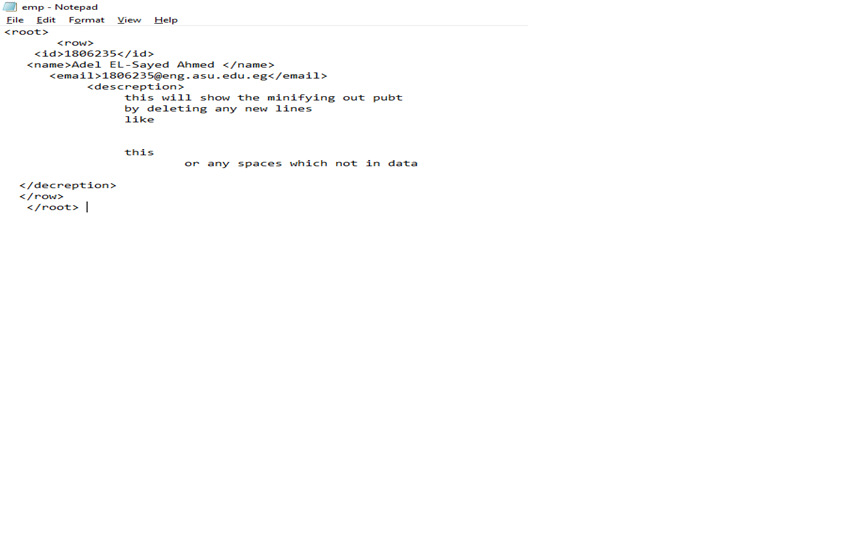 emp - Notepad
File Edit Format View Help
<root>
<row>
<id>1806235</id>
<name>Adel EL-Sayed Ahmed </name>
<email>1806235@eng.asu.edu.eg</email>
<descreption>
this will show the minifying out pubt
by deleting any new lines
like
this
or any spaces which not in data
</decreption>
</row>
</root>